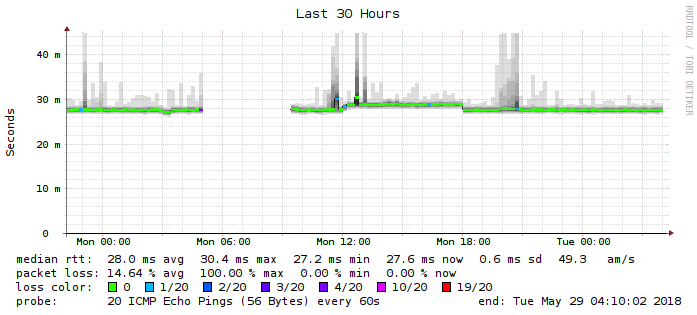 Last 30 Hours
RRDTOOL / TOBI OETIKER
Seconds
40 m
30 m
20 m
10 m
0
Mon 00:00 Mon 06:00 Mon 12:00 Mon 18:00 Tue 00:00
median rtt: 28.0 ms avg 30.4 ms max 27.2 ms min 27.6 ms now 0.6 ms sd 49.3 am/s
packet loss: 14.64 % avg 100.00 % max 0.00 % min 0.00 % now
loss color: 0 1/20 2/20 3/20 4/20 10/20 19/20
probe: 20 ICMP Echo Pings (56 Bytes) every 60s end: Tue May 29 04:10:02 2018